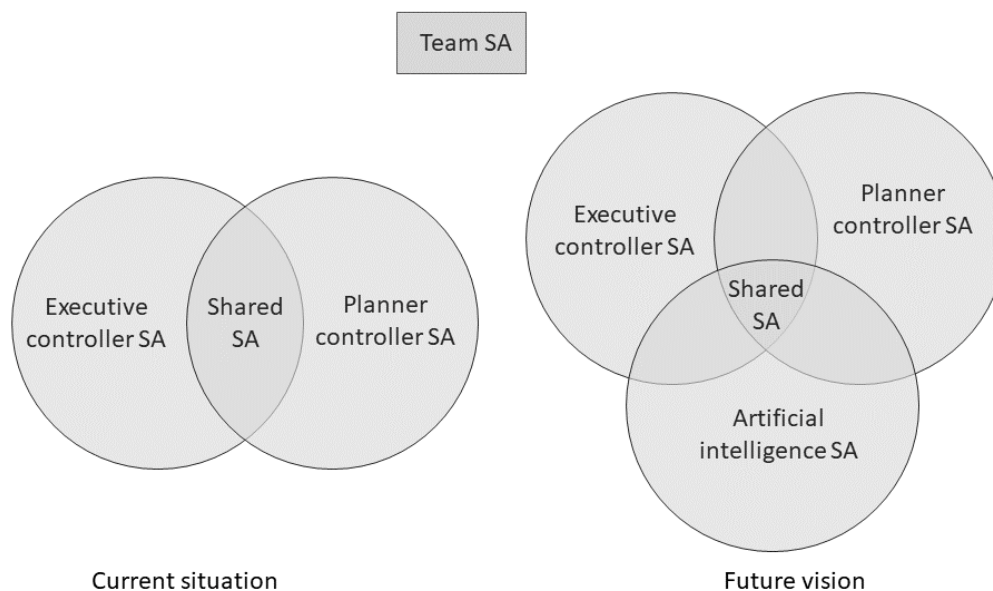 Team SA
Executive
controller SA
Shared
SA
Planner
controller SA
Current situation
Executive
controller SA
Planner
controller SA
Shared
SA
Artificial
intelligence SA
Future vision